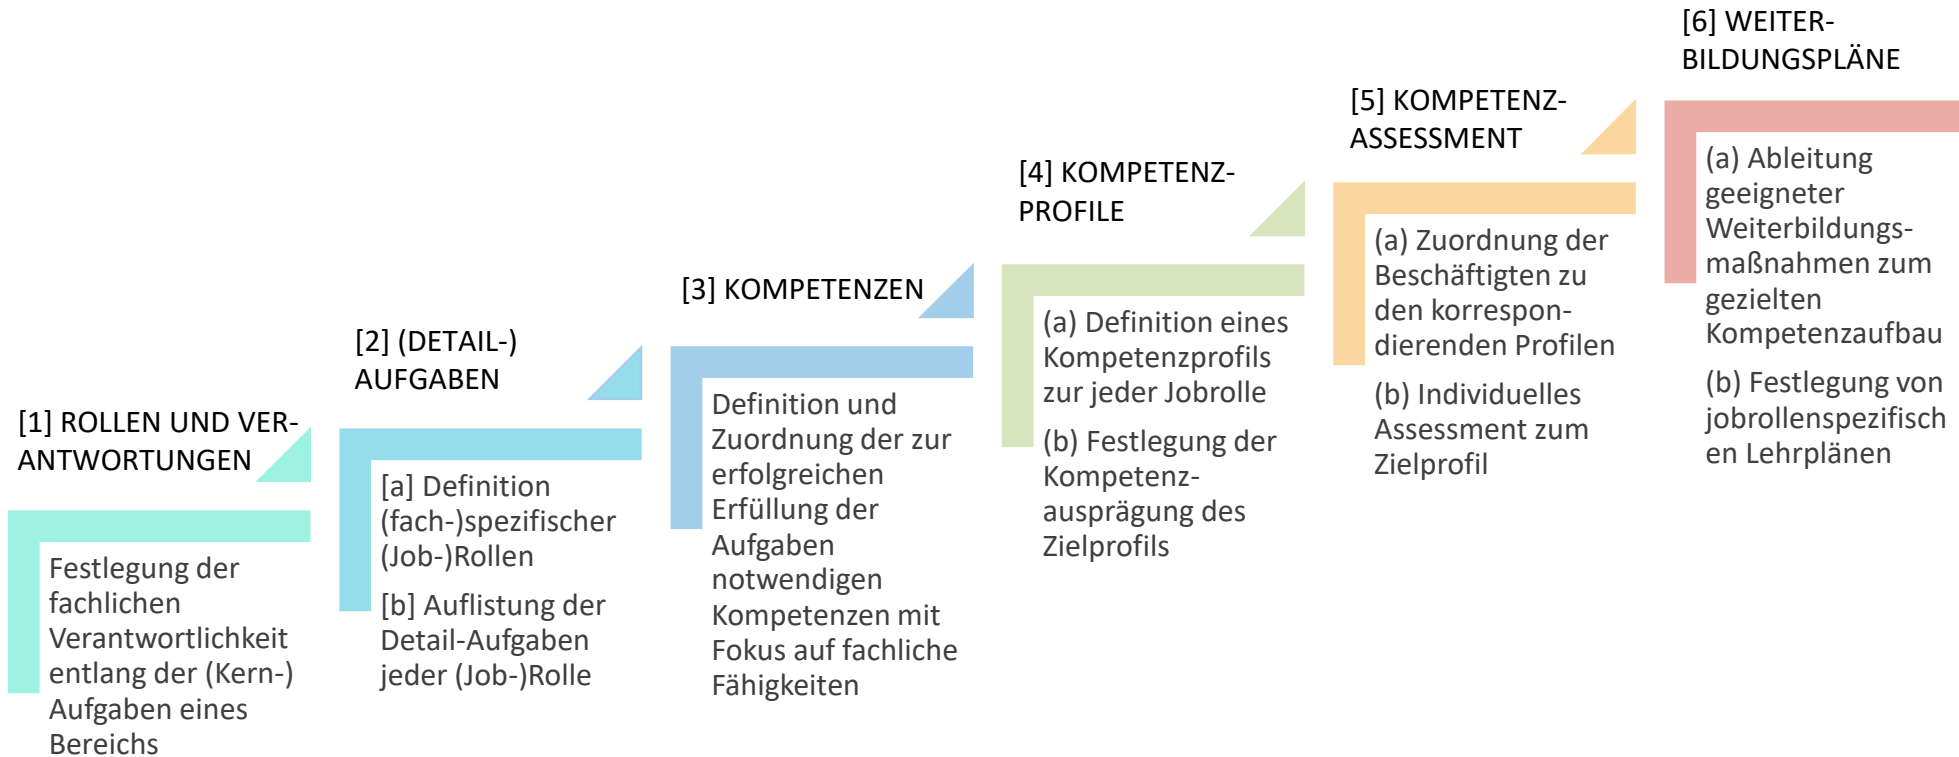 [1] ROLLEN UND VER-
ANTWORTUNGEN
Festlegung der
fachlichen
Verantwortlichkeit
entlang der (Kern-)
Aufgaben eines
Bereichs
[2] (DETAIL-)
AUFGABEN
[a] Definition
(fach-)spezifischer
(Job-)Rollen
[b] Auflistung der
Detail-Aufgaben
jeder (Job-)Rolle
[3] KOMPETENZEN
Definition und
Zuordnung der zur
erfolgreichen
Erfüllung der
Aufgaben
notwendigen
Kompetenzen mit
Fokus auf fachliche
Fähigkeiten
[4] KOMPETENZ-
PROFILE
(a) Definition eines
Kompetenzprofils
zur jeder Jobrolle
(b) Festlegung der
Kompetenz-
ausprägung des
Zielprofils
[5] KOMPETENZ-
ASSESSMENT
(a) Zuordnung der
Beschäftigten zu
den korrespon-
dierenden Profilen
(b) Individuelles
Assessment zum
Zielprofil
[6] WEITER-
BILDUNGSPLÄNE
(a) Ableitung
geeigneter
Weiterbildungs-
maßnahmen zum
gezielten
Kompetenzaufbau
(b) Festlegung von
jobrollenspezifisch
en Lehrplänen